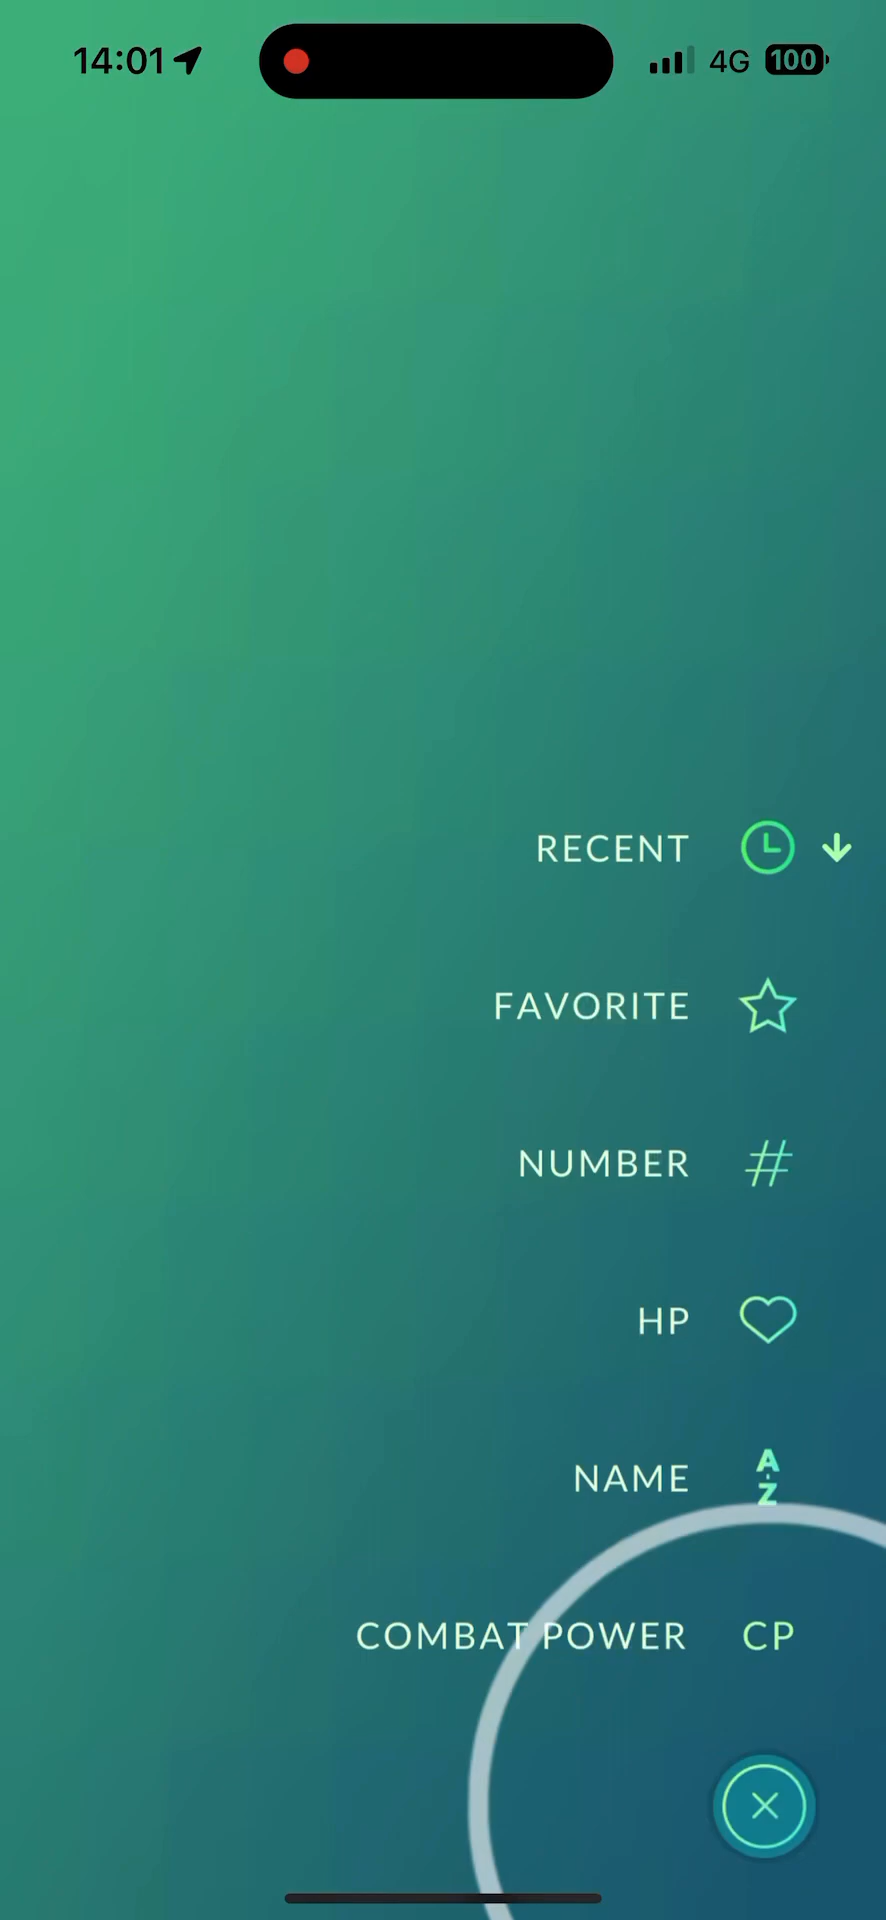 14:01 4G 100
RECENT
FAVORITE
NUMBER #
HP
NAME A-Z
COMBAT POWER CP